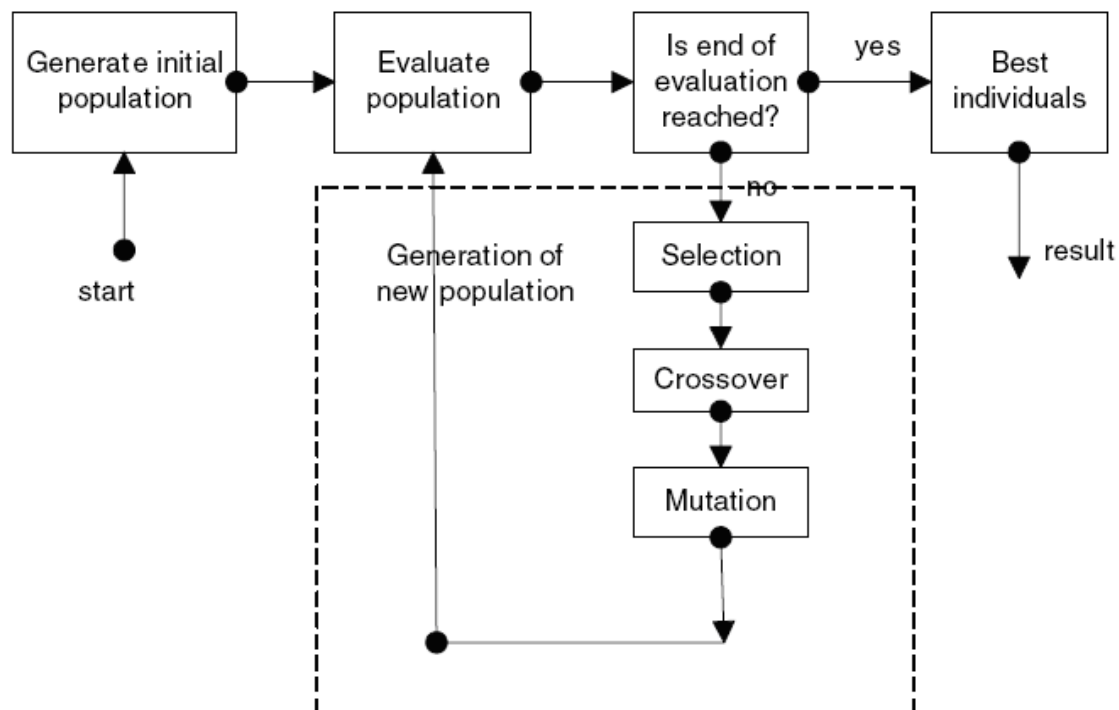 Generate initial
population
Evaluate
population
Is end of
evaluation
reached?
yes
Best
individuals
no
start
Generation of
new population
Selection
result
Crossover
Mutation